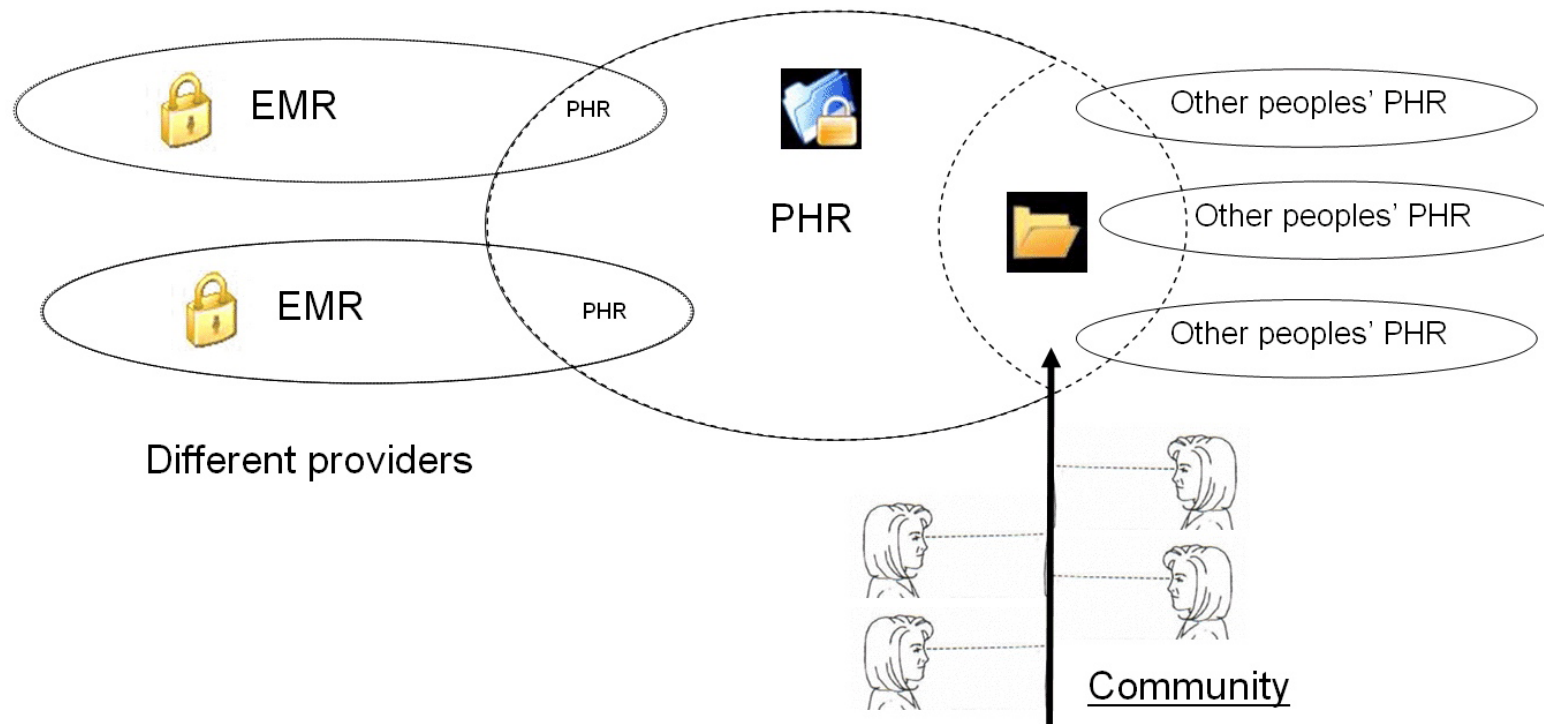 EMR
PHR
PHR
Other peoples’ PHR
Other peoples’ PHR
EMR
PHR
Other peoples’ PHR
Different providers
Community